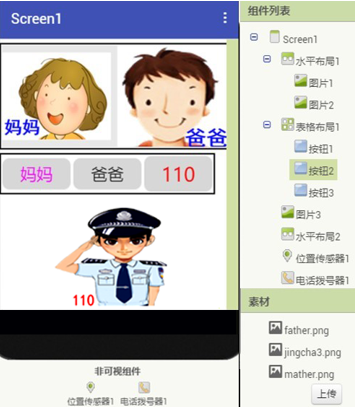 Screen1
妈妈
爸爸
妈妈 爸爸 110
110
非可视组件
位置传感器1 电话拨号器1
组件列表
Screen1
水平布局1
图片1
图片2
表格布局1
按钮1
按钮2
按钮3
图片3
水平布局2
位置传感器1
电话拨号器1
素材
father.png
jingcha3.png
mather.png
上传